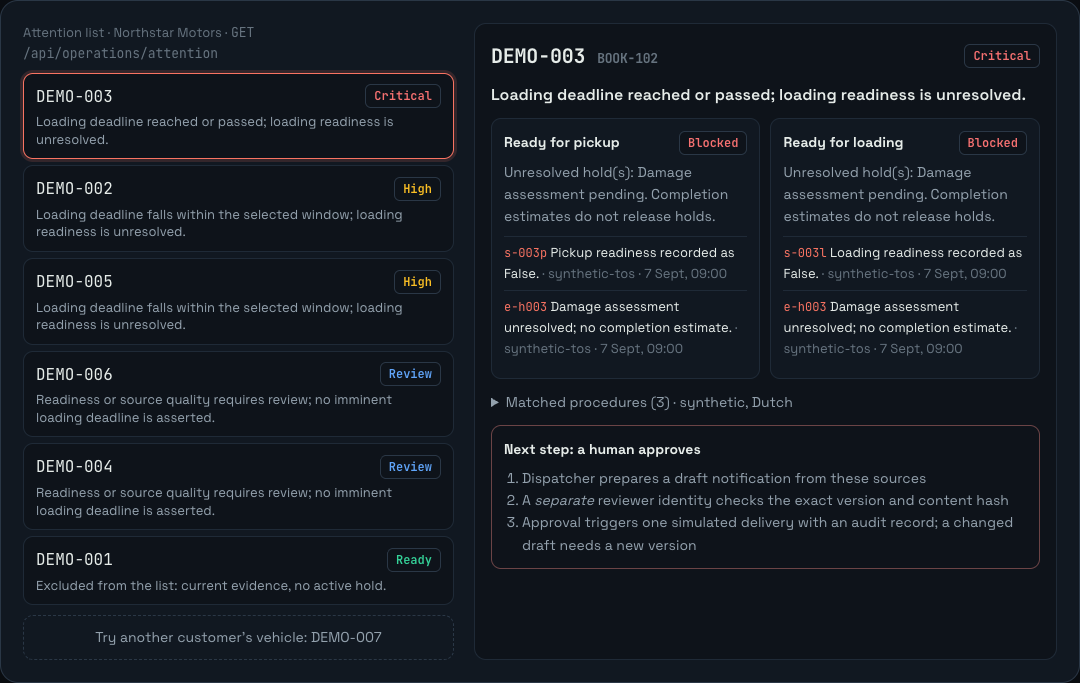 Attention list · Northstar Motors · GET
/api/operations/attention
DEMO-003
Critical
Loading deadline reached or passed; loading readiness is
unresolved.
DEMO-002
High
Loading deadline falls within the selected window; loading
readiness is unresolved.
DEMO-005
High
Loading deadline falls within the selected window; loading
readiness is unresolved.
DEMO-006
Review
Readiness or source quality requires review; no imminent
loading deadline is asserted.
DEMO-004
Review
Readiness or source quality requires review; no imminent
loading deadline is asserted.
DEMO-001
Ready
Excluded from the list: current evidence, no active hold.
Try another customer's vehicle: DEMO-007
DEMO-003 BOOK-102
Critical
Loading deadline reached or passed; loading readiness is unresolved.
Ready for pickup
Blocked
Unresolved hold(s): Damage
assessment pending. Completion
estimates do not release holds.
s-003p Pickup readiness recorded as
False. · synthetic-tos · 7 Sept, 09:00
e-h003 Damage assessment
unresolved; no completion estimate. ·
synthetic-tos · 7 Sept, 09:00
Ready for loading
Blocked
Unresolved hold(s): Damage
assessment pending. Completion
estimates do not release holds.
s-003l Loading readiness recorded as
False. · synthetic-tos · 7 Sept, 09:00
e-h003 Damage assessment
unresolved; no completion estimate. ·
synthetic-tos · 7 Sept, 09:00
▶ Matched procedures (3) · synthetic, Dutch
Next step: a human approves
1. Dispatcher prepares a draft notification from these sources
2. A separate reviewer identity checks the exact version and content hash
3. Approval triggers one simulated delivery with an audit record; a changed
draft needs a new version